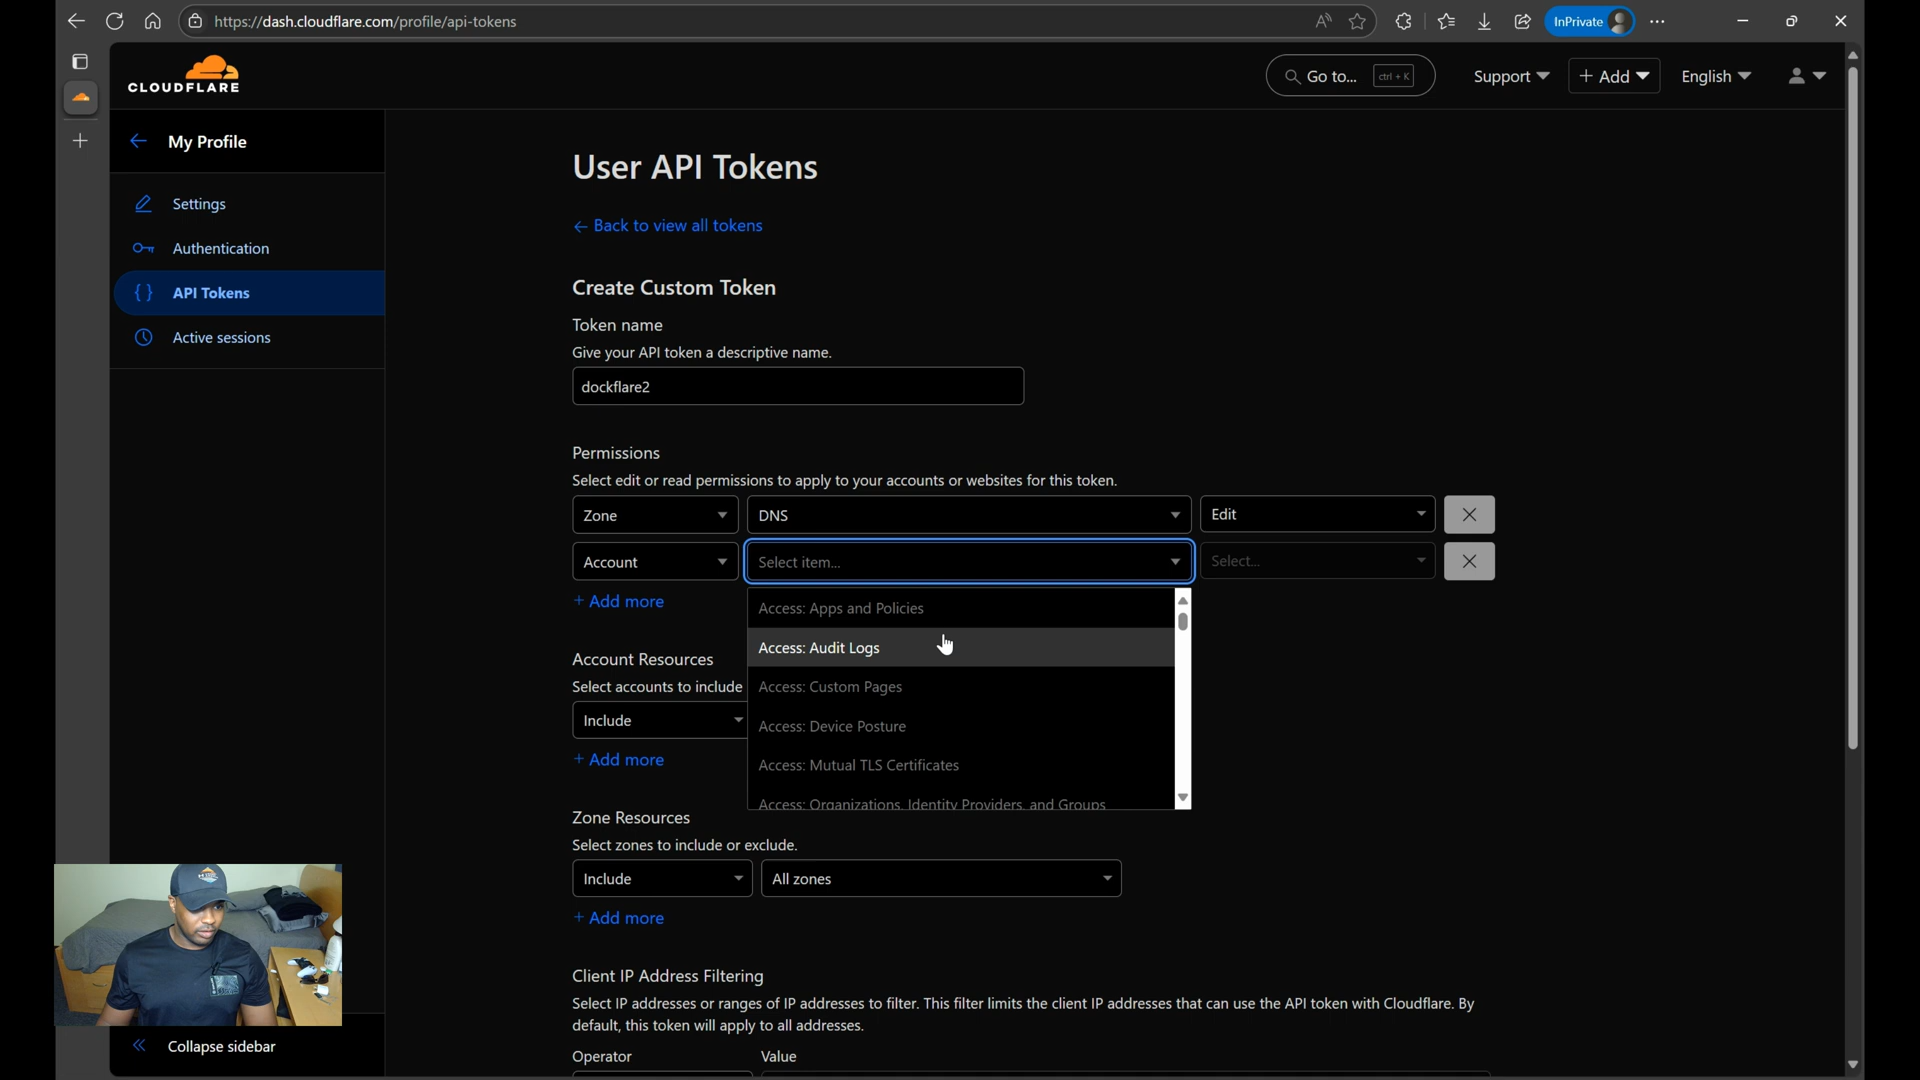 https://dash.cloudflare.com/profile/api-tokens
InPrivate
CLOUDFLARE
Go to...
ctrl + K
Support
+ Add
English
My Profile
Settings
Authentication
API Tokens
Active sessions
User API Tokens
← Back to view all tokens
Create Custom Token
Token name
Give your API token a descriptive name.
dockflare2
Permissions
Select edit or read permissions to apply to your accounts or websites for this token.
Zone
DNS
Edit
Account
Select item...
Select...
+ Add more
Access: Apps and Policies
Access: Audit Logs
Access: Custom Pages
Access: Device Posture
Access: Mutual TLS Certificates
Access: Organizations, Identity Providers, and Groups
Account Resources
Select accounts to include
Include
+ Add more
Zone Resources
Select zones to include or exclude.
Include
All zones
+ Add more
Client IP Address Filtering
Select IP addresses or ranges of IP addresses to filter. This filter limits the client IP addresses that can use the API token with Cloudflare. By
default, this token will apply to all addresses.
Operator
Value
Collapse sidebar